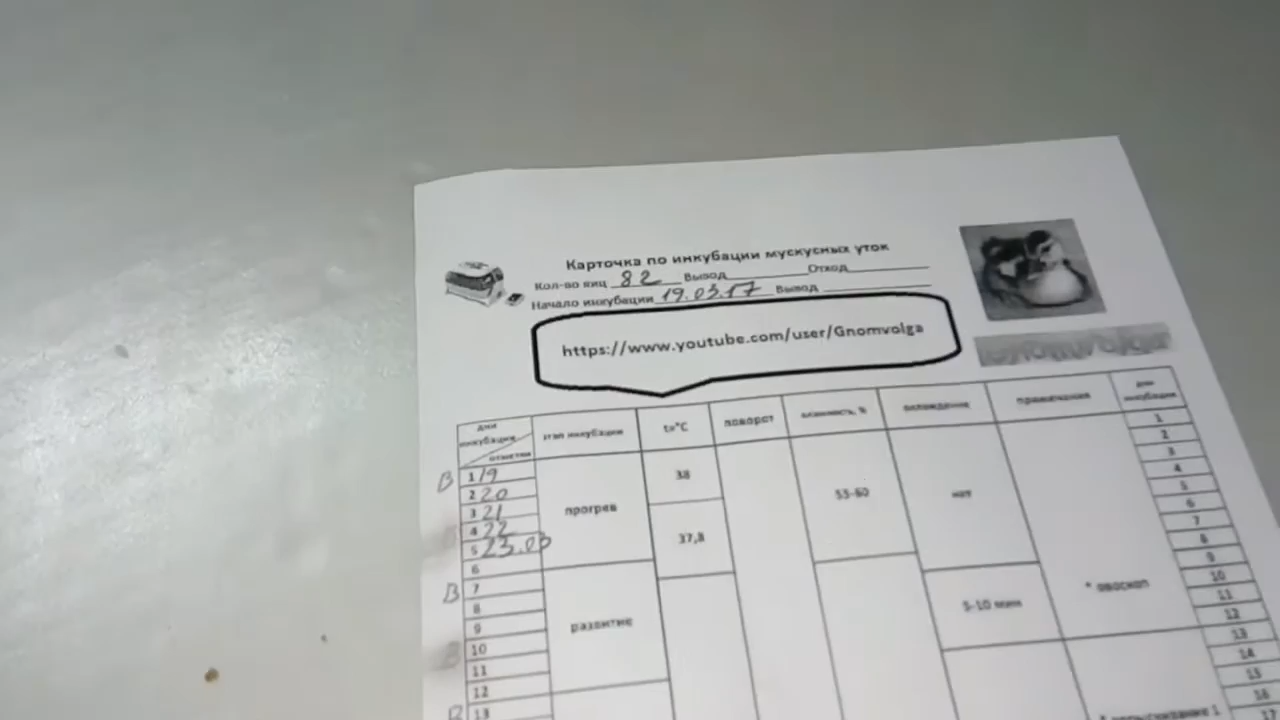 Карточка по инкубации мускусных уток
Кол-во яиц 82 Вывод Отход
Начало инкубации 19.03.17 Вывод
https://www.youtube.com/user/Gnomvolga
Gnomvolga
дни инкубации отметки
этап инкубации
t=°C
поворот
влажность, %
охлаждение
примечания
дни инкубации
В 1 19
2 20
3 21
4 22
5 23.03
6
В 7
8
9
В 10
11
12
В 13
прогрев
развитие
38
37,8
55-60
нет
5-10 мин
* овоскоп
1
2
3
4
5
6
7
8
9
10
11
12
13
14
15
16
17